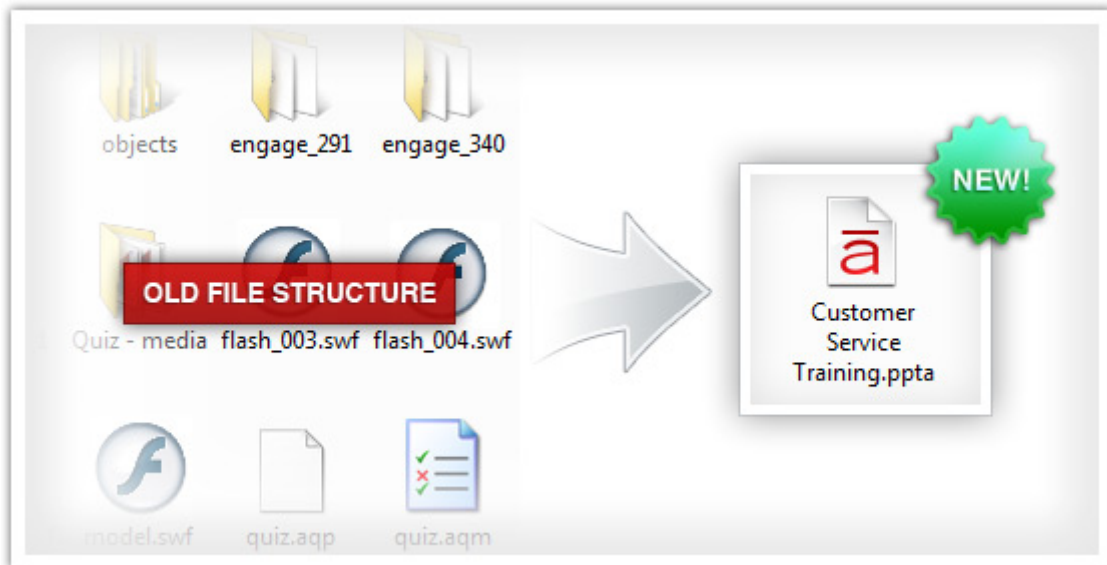 objects engage_291 engage_340
NEW!
OLD FILE STRUCTURE
Quiz - media flash_003.swf flash_004.swf
ā
Customer
Service
Training.ppta
model.swf quiz.aqp quiz.aqm